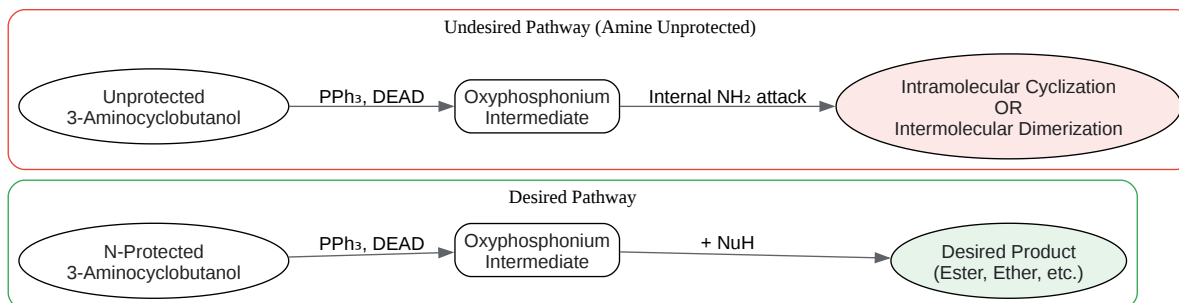 Undesired Pathway (Amine Unprotected)
Unprotected
3-Aminocyclobutanol
PPh₃, DEAD
Oxyphosphonium
Intermediate
Internal NH₂ attack
Intramolecular Cyclization
OR
Intermolecular Dimerization
Desired Pathway
N-Protected
3-Aminocyclobutanol
PPh₃, DEAD
Oxyphosphonium
Intermediate
+ NuH
Desired Product
(Ester, Ether, etc.)